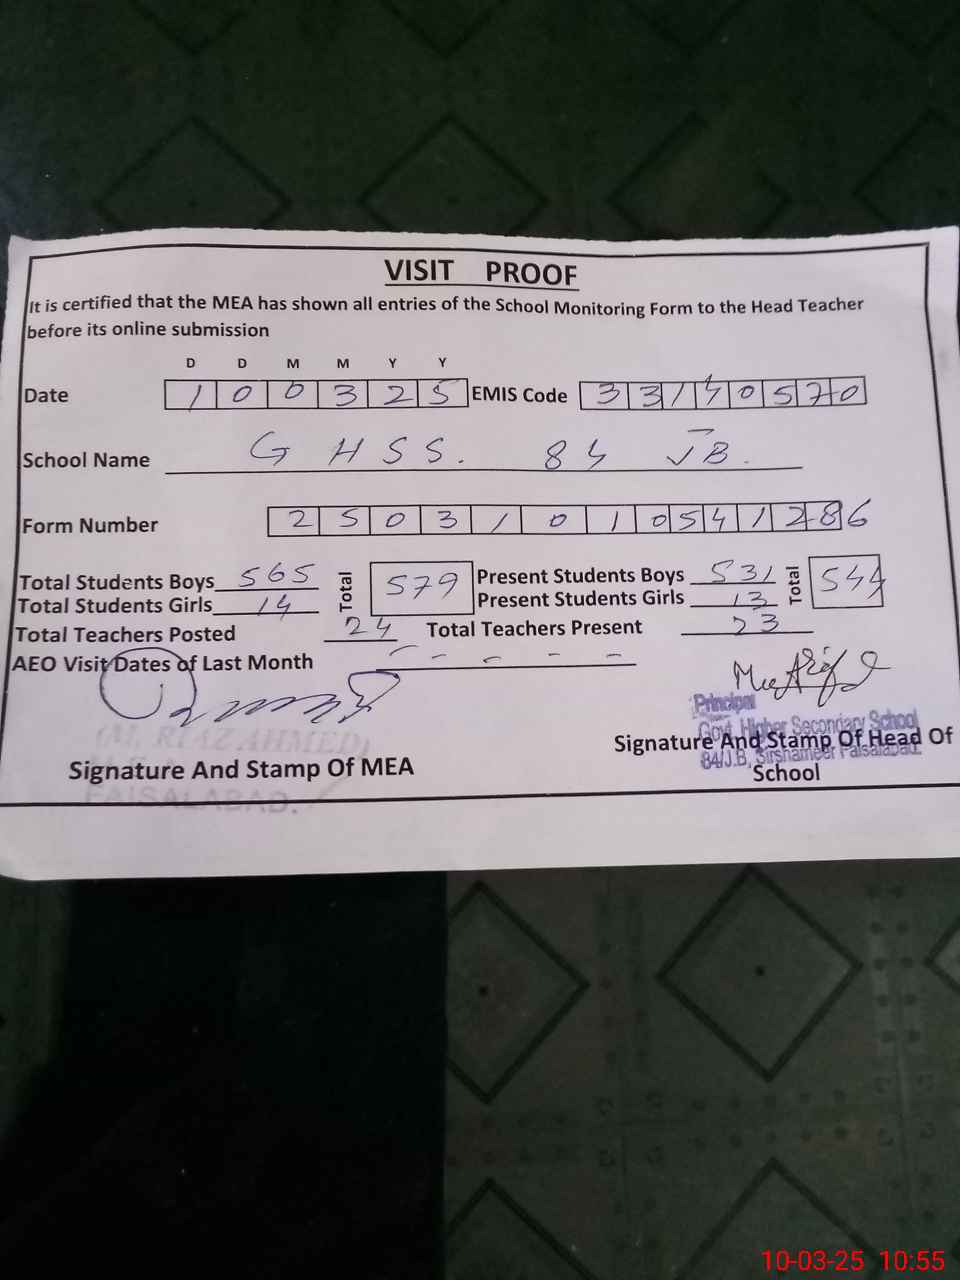 VISIT PROOF
It is certified that the MEA has shown all entries of the School Monitoring Form to the Head Teacher
before its online submission
D D M M Y Y
Date 1 0 0 3 2 5 EMIS Code 3 3 1 4 0 5 7 0
School Name G H S S. 84 JB.
Form Number 2 5 0 3 1 0 1 0 5 4 1 2 8 6
Total Students Boys 565 Total 579 Present Students Boys 531 Total 544
Total Students Girls 14 Present Students Girls 13
Total Teachers Posted 24 Total Teachers Present 23
AEO Visit Dates of Last Month - - - - -
Principal
Govt. Higher Secondary School
84/J.B, Sirshameer Faisalabad.
(M. RIAZ AHMED)
FAISALABAD.
Signature And Stamp Of MEA
Signature And Stamp Of Head Of
School
10-03-25 10:55